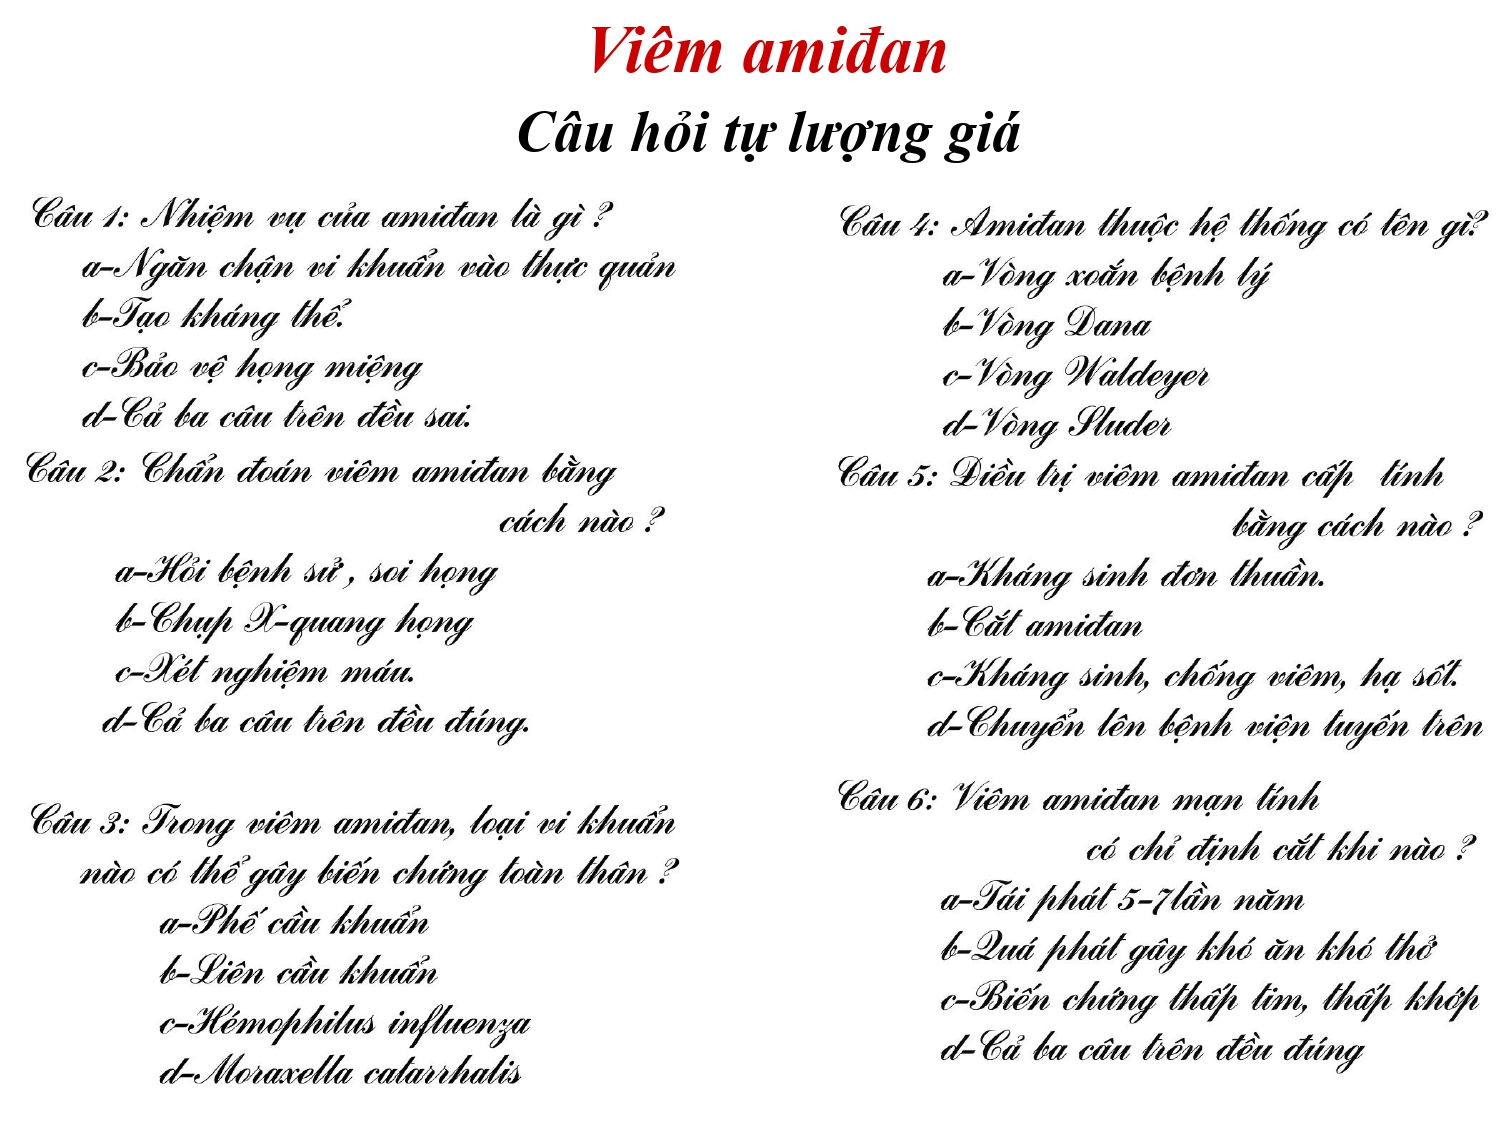 Viêm amiđan
Câu hỏi tự lượng giá
Câu 1: Nhiệm vụ của amiđan là gì ?
a-Ngăn chận vi khuẩn vào thực quản
b-Tạo kháng thể.
c-Bảo vệ họng miệng
d-Cả ba câu trên đều sai.
Câu 2: Chẩn đoán viêm amiđan bằng
cách nào ?
a-Hỏi bệnh sử , soi họng
b-Chụp X-quang họng
c-Xét nghiệm máu.
d-Cả ba câu trên đều đúng.
Câu 3: Trong viêm amiđan, loại vi khuẩn
nào có thể gây biến chứng toàn thân ?
a-Phế cầu khuẩn
b-Liên cầu khuẩn
c-Hémophilus influenza
d-Moraxella catarrhalis
Câu 4: Amiđan thuộc hệ thống có tên gì?
a-Vòng xoắn bệnh lý
b-Vòng Dana
c-Vòng Waldeyer
d-Vòng Sluder
Câu 5: Điều trị viêm amiđan cấp tính
bằng cách nào ?
a-Kháng sinh đơn thuần.
b-Cắt amiđan
c-Kháng sinh, chống viêm, hạ sốt.
d-Chuyển lên bệnh viện tuyến trên
Câu 6: Viêm amiđan mạn tính
có chỉ định cắt khi nào ?
a-Tái phát 5-7lần năm
b-Quá phát gây khó ăn khó thở
c-Biến chứng thấp tim, thấp khớp
d-Cả ba câu trên đều đúng